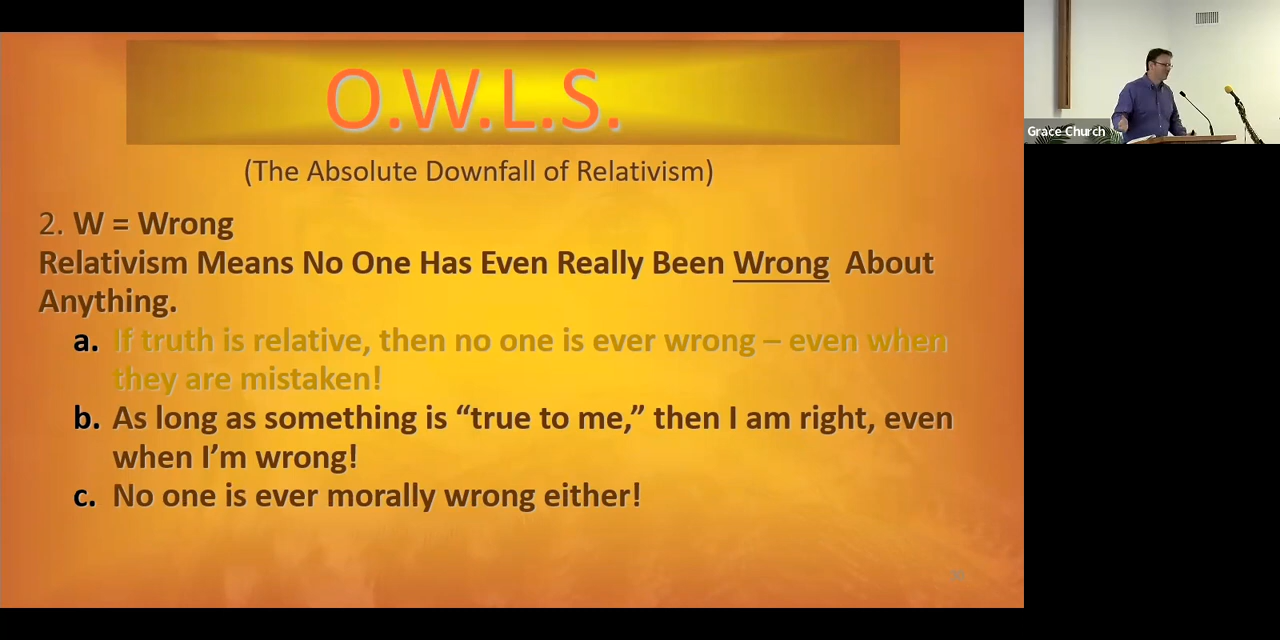 O.W.L.S.
(The Absolute Downfall of Relativism)
2. W = Wrong
Relativism Means No One Has Even Really Been Wrong About
Anything.
a. If truth is relative, then no one is ever wrong – even when
they are mistaken!
b. As long as something is “true to me,” then I am right, even
when I’m wrong!
c. No one is ever morally wrong either!
Grace Church